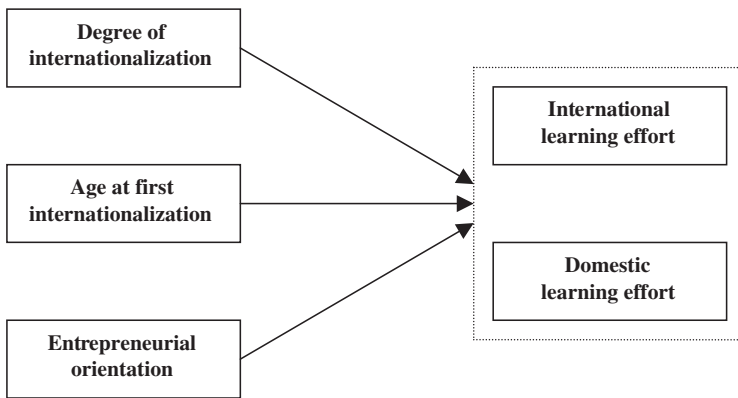 Degree of
internationalization
Age at first
internationalization
Entrepreneurial
orientation
International
learning effort
Domestic
learning effort